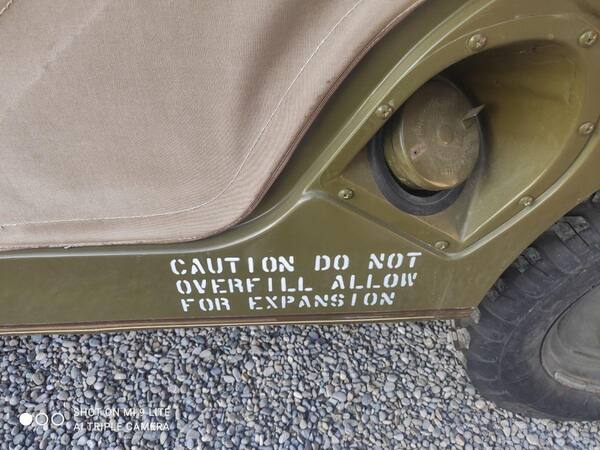 CAUTION DO NOT
OVERFILL ALLOW
FOR EXPANSION
SHOT ON MI 9 LITE
AI TRIPLE CAMERA